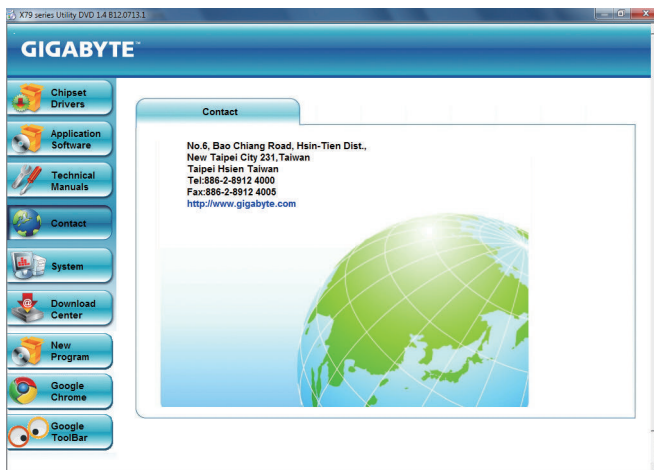 X79 series Utility DVD 1.4 B12.0713.1
GIGABYTE™
Chipset
Drivers
Application
Software
Technical
Manuals
Contact
System
Download
Center
New
Program
Google
Chrome
Google
ToolBar
Contact
No.6, Bao Chiang Road, Hsin-Tien Dist.,
New Taipei City 231,Taiwan
Taipei Hsien Taiwan
Tel:886-2-8912 4000
Fax:886-2-8912 4005
http://www.gigabyte.com